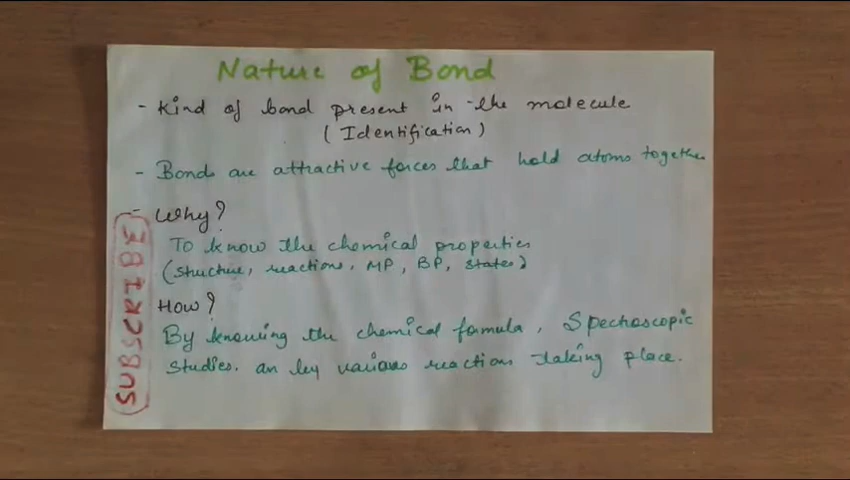 Nature of Bond
- Kind of bond present in the molecule
(Identification)
- Bonds are attractive forces that hold atoms together
- Why?
To know the chemical properties
(structure, reactions, MP, BP, states)
How?
By knowing the chemical formula, Spectroscopic
studies. an by various reactions taking place.
SUBSCRIBE